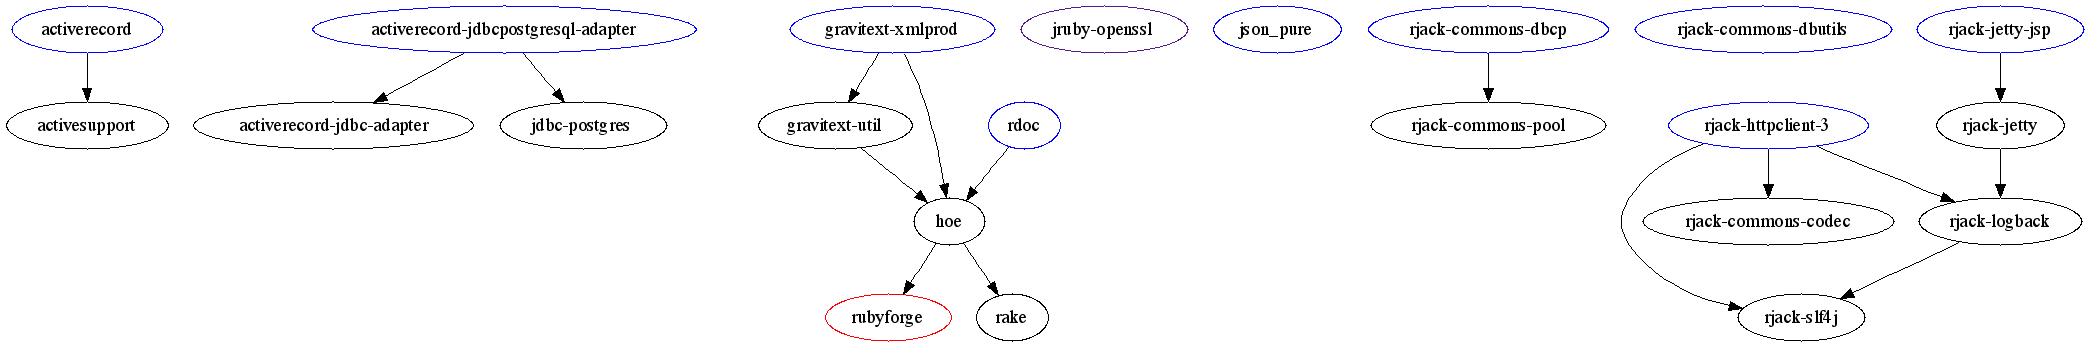 activerecord
activerecord-jdbcpostgresql-adapter
gravitext-xmlprod
jruby-openssl
json_pure
rjack-commons-dbcp
rjack-commons-dbutils
rjack-jetty-jsp
activesupport
activerecord-jdbc-adapter
jdbc-postgres
gravitext-util
rdoc
rjack-commons-pool
rjack-httpclient-3
rjack-jetty
hoe
rjack-commons-codec
rjack-logback
rubyforge
rake
rjack-slf4j